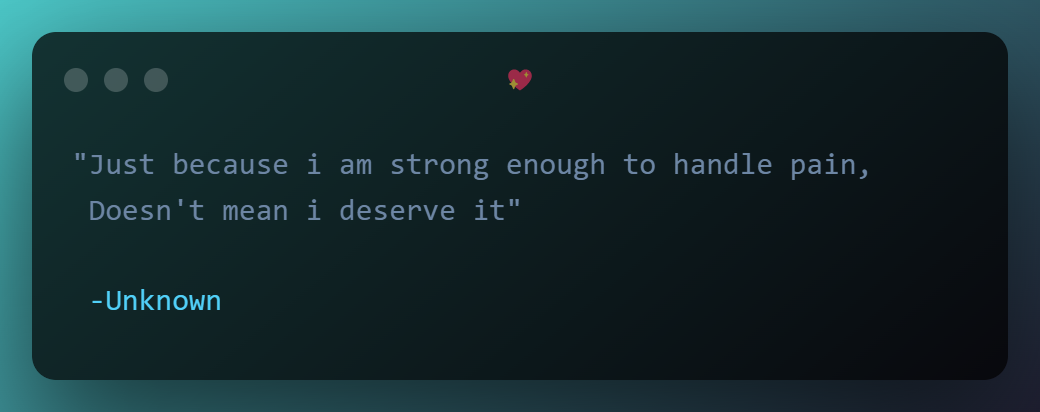 "Just because i am strong enough to handle pain,
Doesn't mean i deserve it"
-Unknown